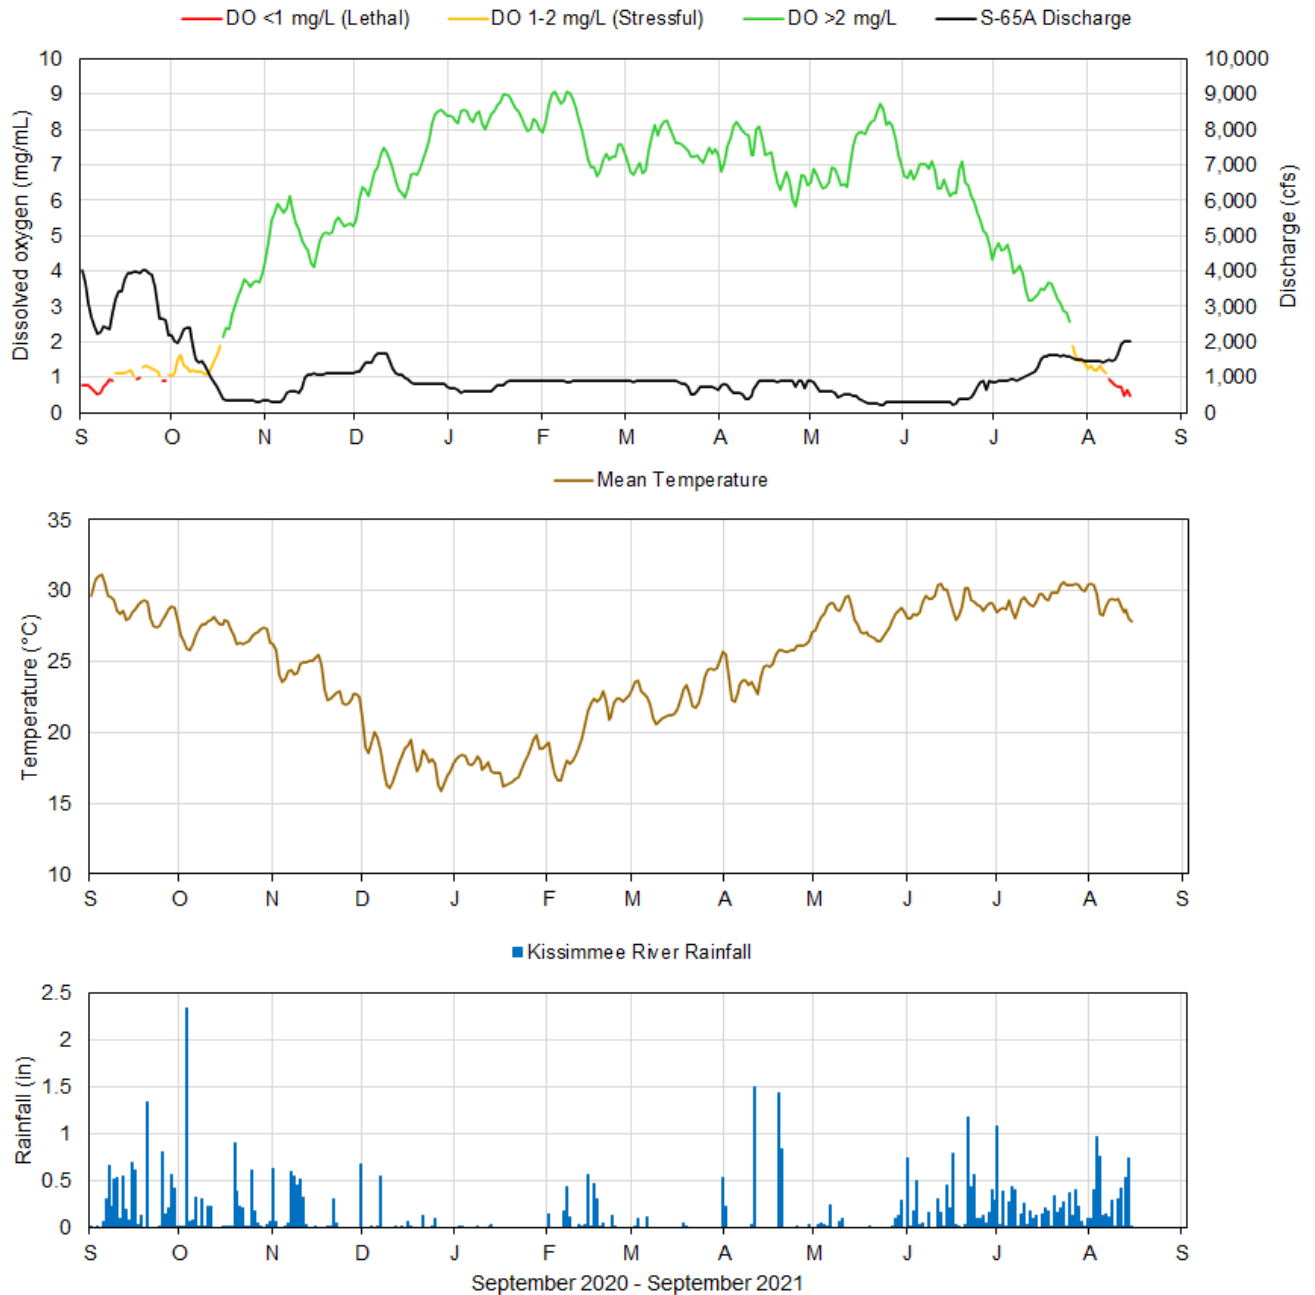 DO <1 mg/L (Lethal) DO 1-2 mg/L (Stressful) DO >2 mg/L S-65A Discharge
10 10,000
9 9,000
8 8,000
7 7,000
6 6,000
5 5,000
4 4,000
3 3,000
2 2,000
1 1,000
0 0
Dissolved oxygen (mg/mL)
Discharge (cfs)
S O N D J F M A M J J A S
Mean Temperature
35
30
25
20
15
10
Temperature (°C)
S O N D J F M A M J J A S
Kissimmee River Rainfall
2.5
2
1.5
1
0.5
0
Rainfall (in)
S O N D J F M A M J J A S
September 2020 - September 2021